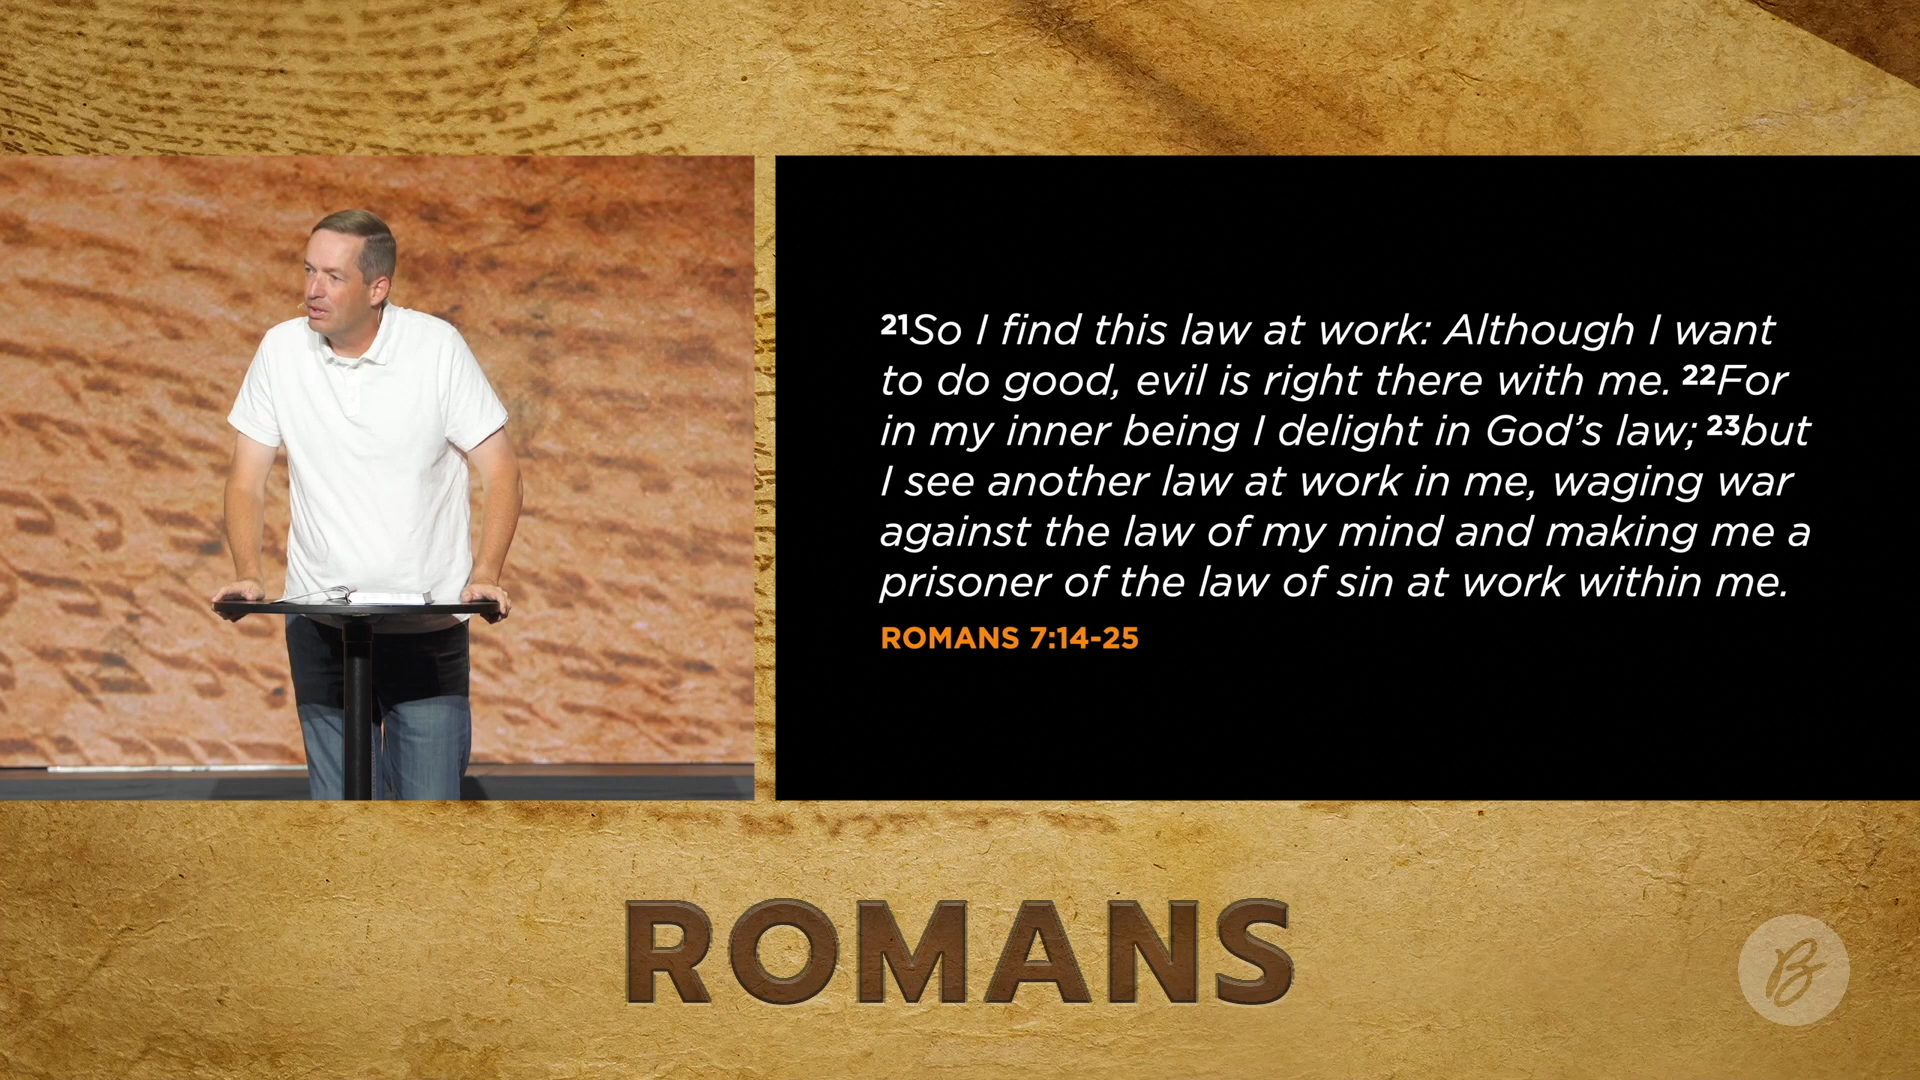 21So I find this law at work: Although I want
to do good, evil is right there with me. 22For
in my inner being I delight in God’s law; 23but
I see another law at work in me, waging war
against the law of my mind and making me a
prisoner of the law of sin at work within me.
ROMANS 7:14-25
ROMANS
B